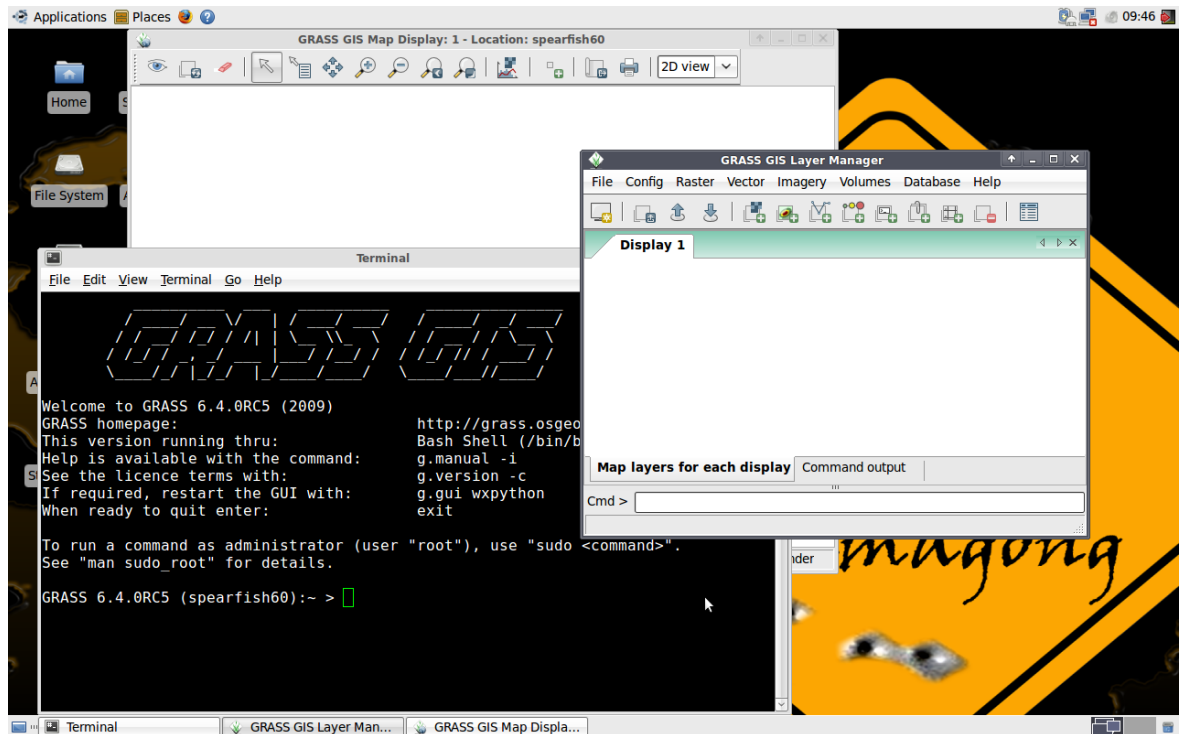 Applications Places 09:46
GRASS GIS Map Display: 1 - Location: spearfish60
2D view
Home
File System
GRASS GIS Layer Manager
File Config Raster Vector Imagery Volumes Database Help
Display 1
Map layers for each display Command output
Cmd >
Terminal
File Edit View Terminal Go Help
GRASS GIS
Welcome to GRASS 6.4.0RC5 (2009)
GRASS homepage: http://grass.osgeo
This version running thru: Bash Shell (/bin/b
Help is available with the command: g.manual -i
See the licence terms with: g.version -c
If required, restart the GUI with: g.gui wxpython
When ready to quit enter: exit
To run a command as administrator (user "root"), use "sudo <command>".
See "man sudo_root" for details.
GRASS 6.4.0RC5 (spearfish60):~ >
Terminal GRASS GIS Layer Man... GRASS GIS Map Displa...